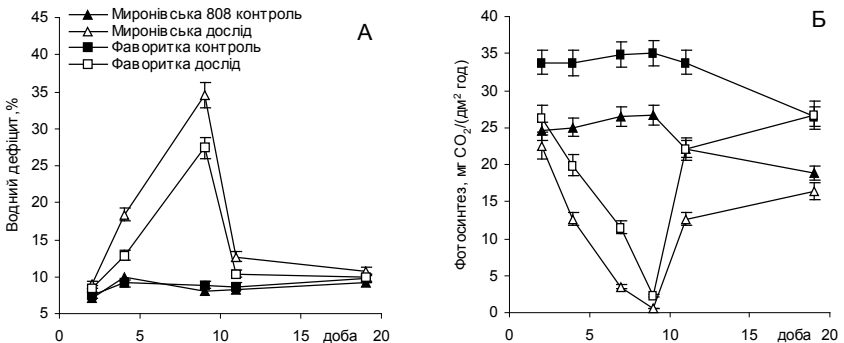 Миронівська 808 контроль
Миронівська дослід
Фаворитка контроль
Фаворитка дослід
А
Водний дефіцит,%
45
40
35
30
25
20
15
10
5
0 5 10 15 доба 20
Б
Фотосинтез, мг CO₂/(дм² год)
40
35
30
25
20
15
10
5
0
0 5 10 15 доба 20